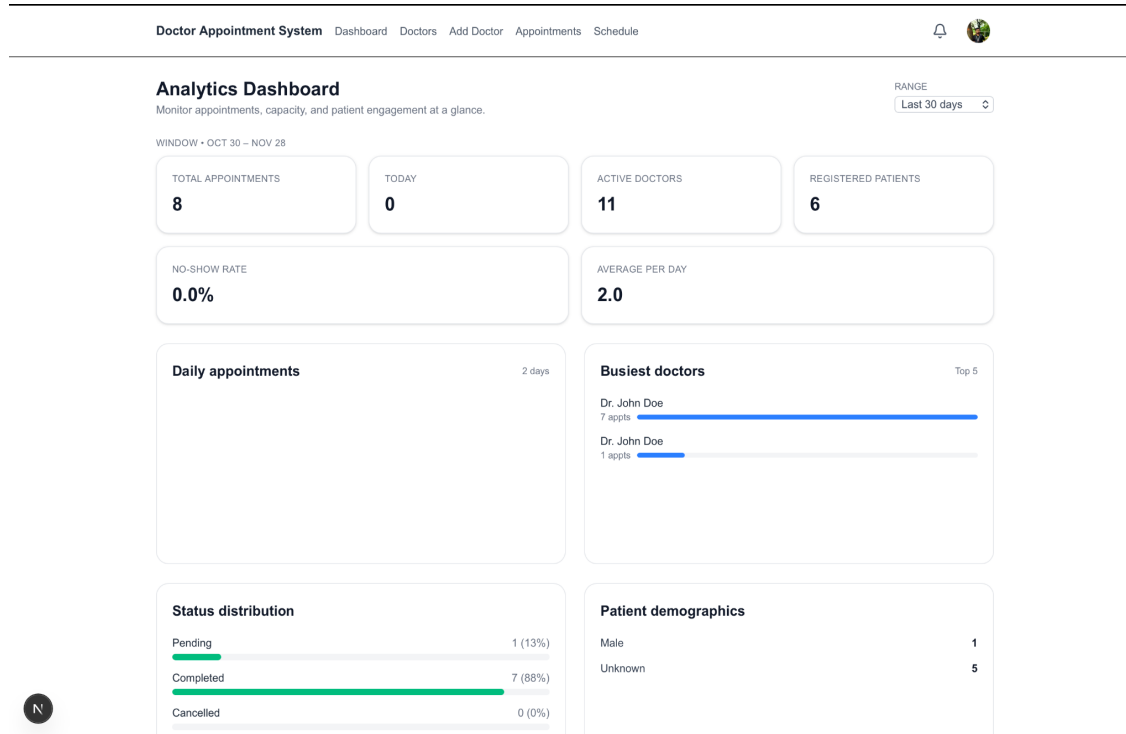 Doctor Appointment System Dashboard Doctors Add Doctor Appointments Schedule
Analytics Dashboard
Monitor appointments, capacity, and patient engagement at a glance.
RANGE
Last 30 days
WINDOW • OCT 30 – NOV 28
TOTAL APPOINTMENTS
8
TODAY
0
ACTIVE DOCTORS
11
REGISTERED PATIENTS
6
NO-SHOW RATE
0.0%
AVERAGE PER DAY
2.0
Daily appointments
2 days
Busiest doctors
Top 5
Dr. John Doe
7 appts
Dr. John Doe
1 appts
Status distribution
Pending 1 (13%)
Completed 7 (88%)
Cancelled 0 (0%)
Patient demographics
Male 1
Unknown 5
N